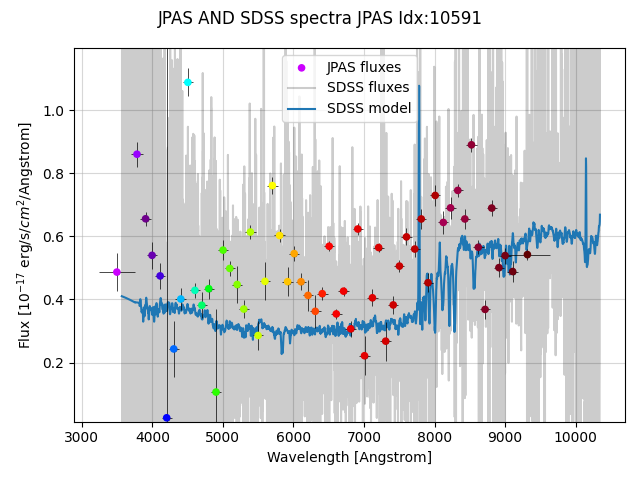 JPAS AND SDSS spectra JPAS Idx:10591
JPAS fluxes
SDSS fluxes
SDSS model
Flux [10⁻¹⁷ erg/s/cm²/Angstrom]
1.0
0.8
0.6
0.4
0.2
3000 4000 5000 6000 7000 8000 9000 10000
Wavelength [Angstrom]